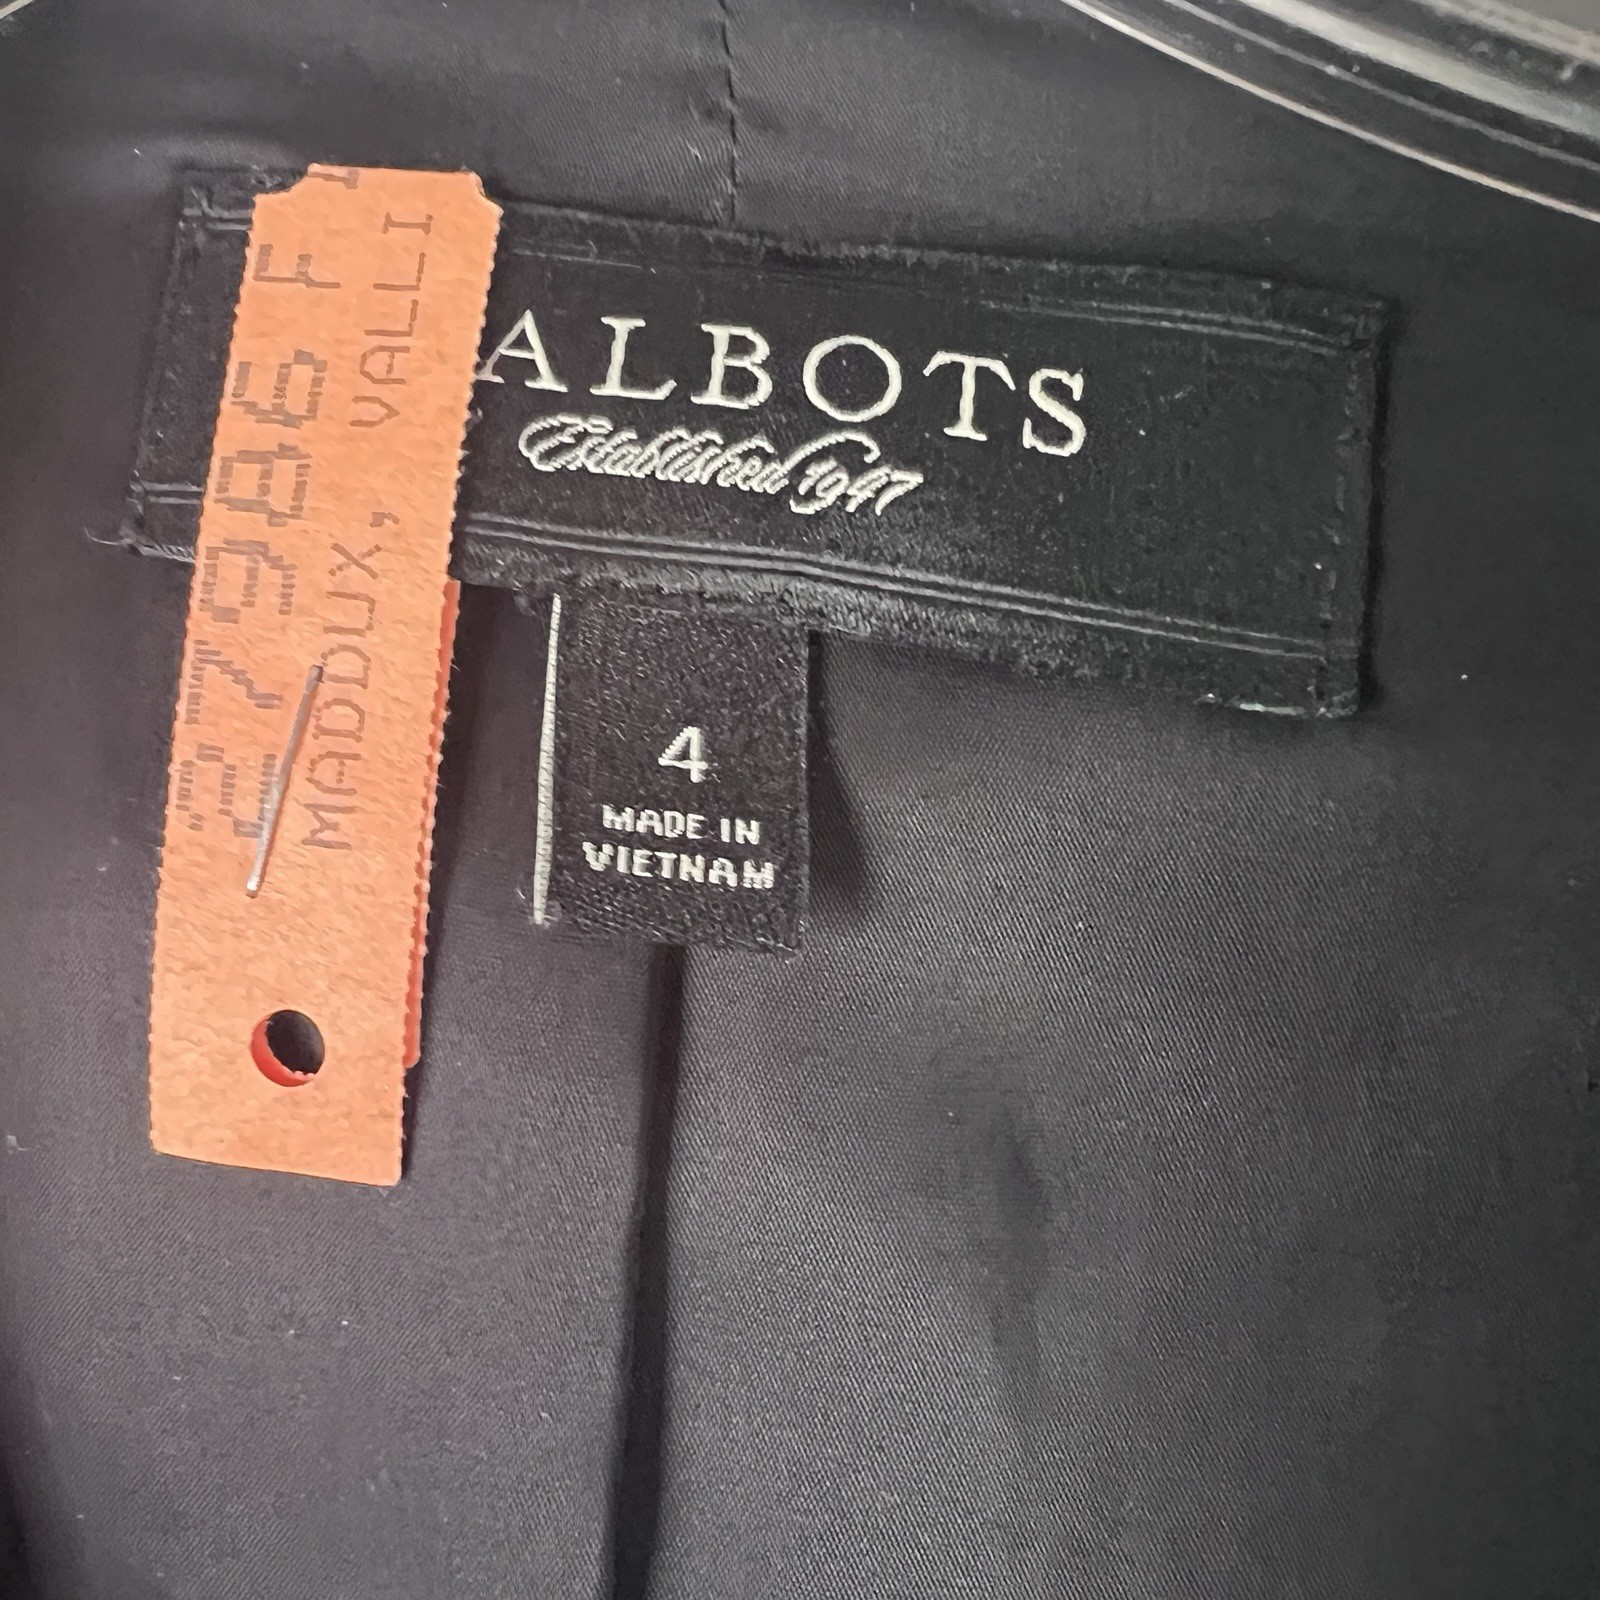 ALBOTS
Established 1947
4
MADE IN
VIETNAM
MADDUX, VALLI